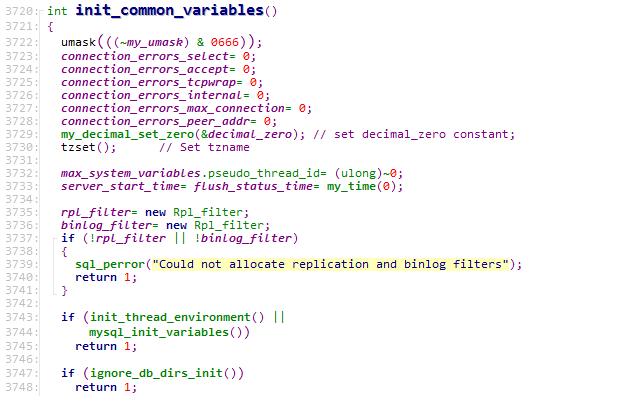 3720: int init_common_variables()
3721: {
3722:   umask(((~my_umask) & 0666));
3723:   connection_errors_select= 0;
3724:   connection_errors_accept= 0;
3725:   connection_errors_tcpwrap= 0;
3726:   connection_errors_internal= 0;
3727:   connection_errors_max_connection= 0;
3728:   connection_errors_peer_addr= 0;
3729:   my_decimal_set_zero(&decimal_zero); // set decimal_zero constant;
3730:   tzset();      // Set tzname
3731:
3732:   max_system_variables.pseudo_thread_id= (ulong)~0;
3733:   server_start_time= flush_status_time= my_time(0);
3734:
3735:   rpl_filter= new Rpl_filter;
3736:   binlog_filter= new Rpl_filter;
3737:   if (!rpl_filter || !binlog_filter)
3738:   {
3739:     sql_perror("Could not allocate replication and binlog filters");
3740:     return 1;
3741:   }
3742:
3743:   if (init_thread_environment() ||
3744:       mysql_init_variables())
3745:     return 1;
3746:
3747:   if (ignore_db_dirs_init())
3748:     return 1;